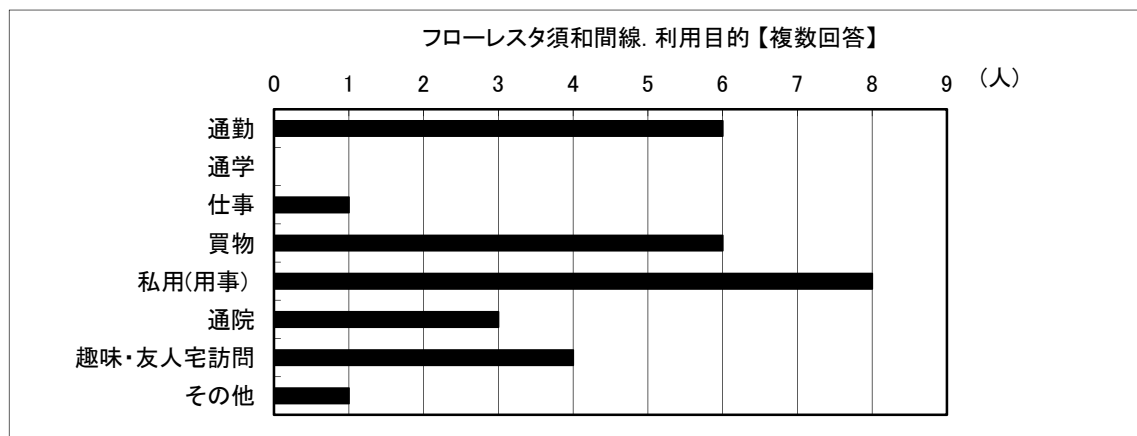 フローレスタ須和間線. 利用目的【複数回答】
0 1 2 3 4 5 6 7 8 9 (人)
通勤
通学
仕事
買物
私用(用事)
通院
趣味・友人宅訪問
その他